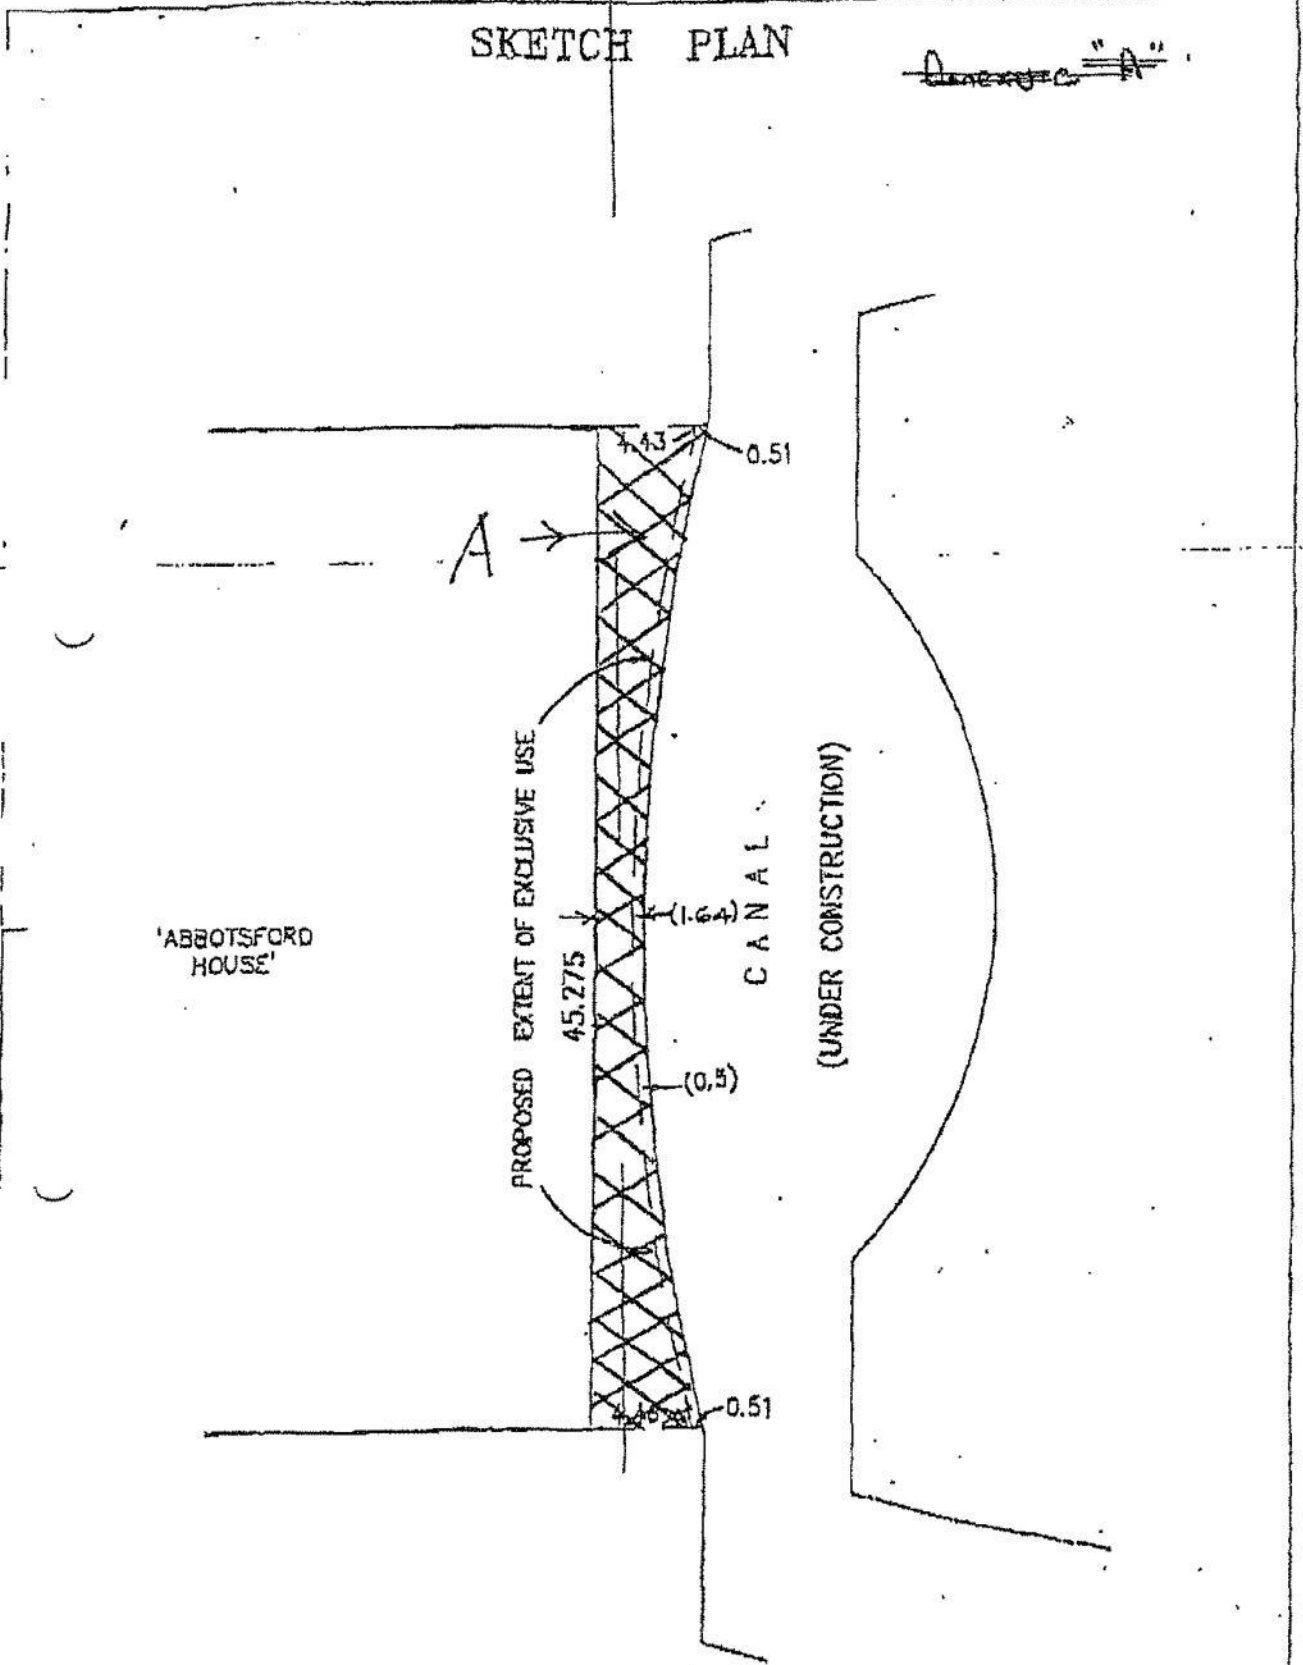 SKETCH PLAN
Annexure "A"
4.43
0.51
A
PROPOSED EXTENT OF EXCLUSIVE USE
45.275
(1.64)
CANAL
(UNDER CONSTRUCTION)
'ABBOTSFORD
HOUSE'
(0,5)
0.51